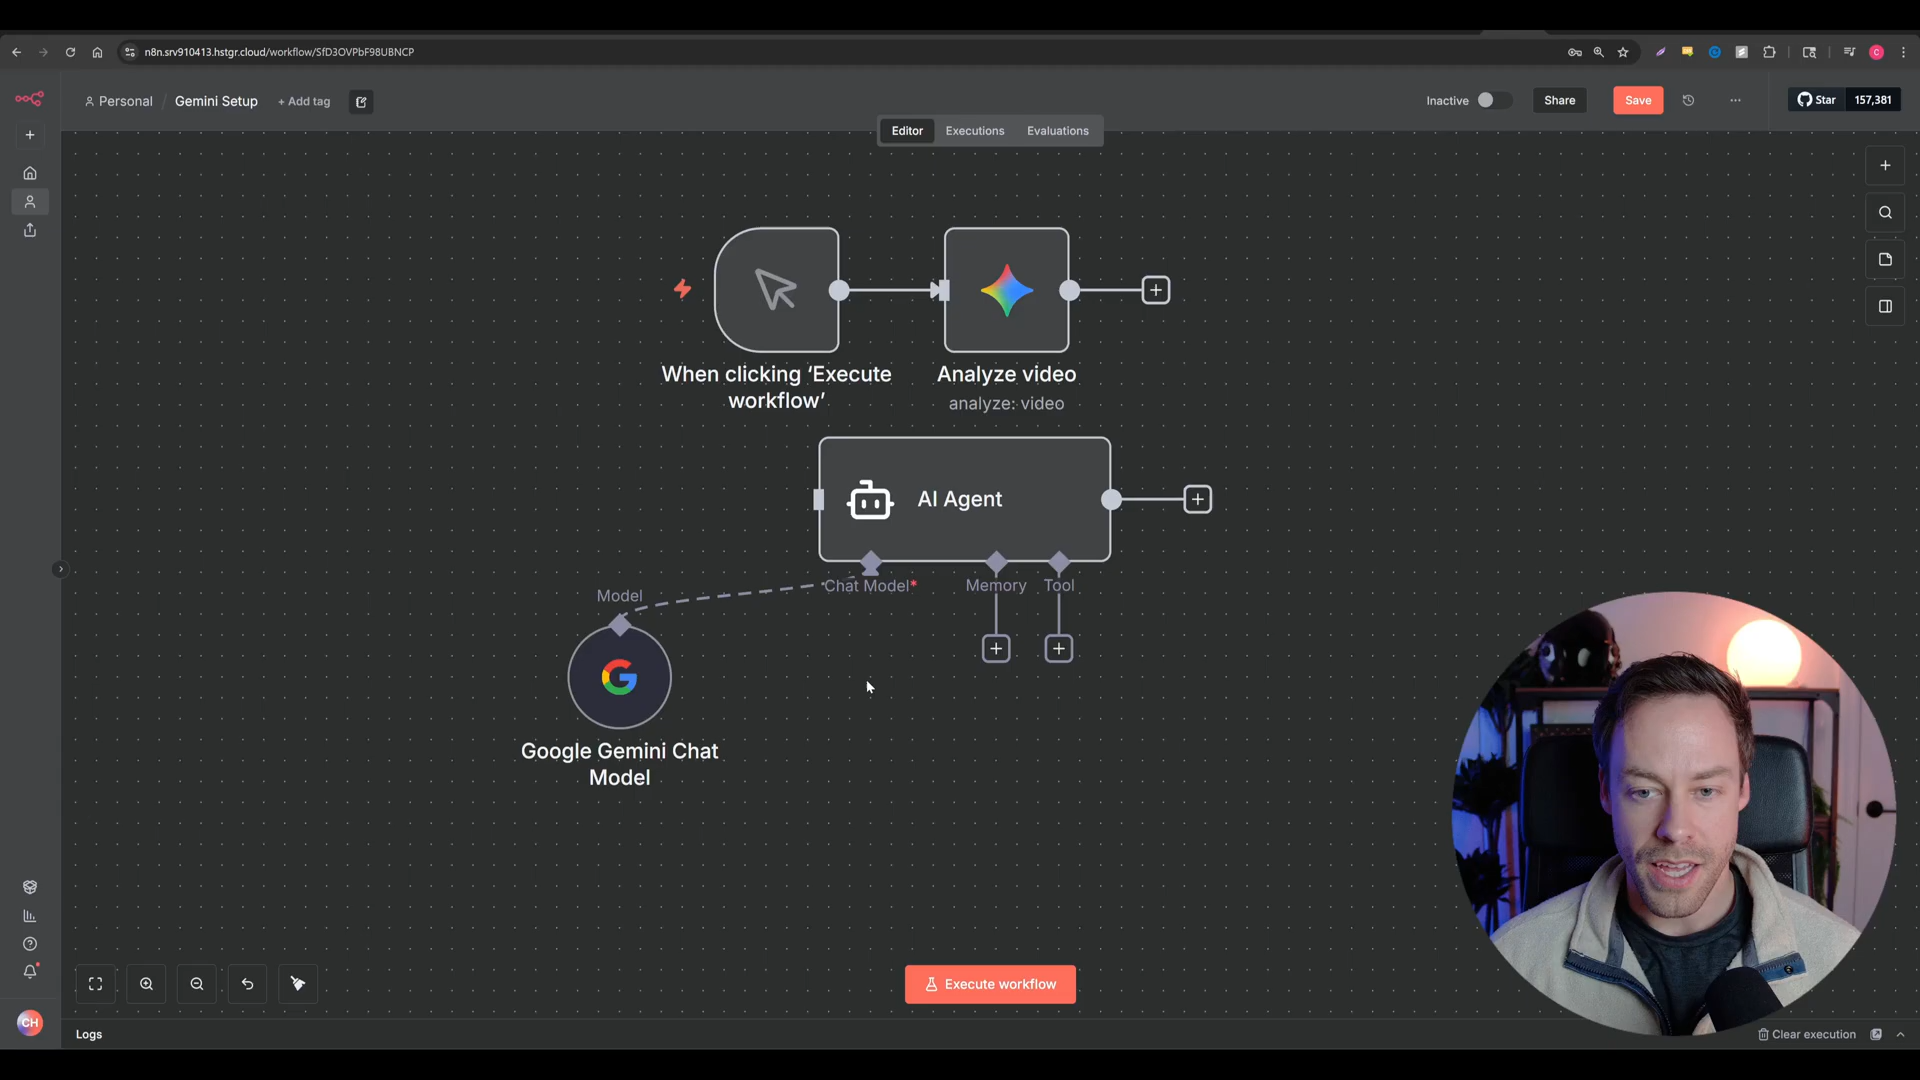 n8n.srv910413.hstgr.cloud/workflow/SfD3OVPbF98UBNCP
Personal / Gemini Setup + Add tag
Inactive Share Save ... Star 157,381
Editor Executions Evaluations
When clicking ‘Execute
workflow’
Analyze video
analyze: video
AI Agent
Chat Model* Memory Tool
Model
Google Gemini Chat
Model
Execute workflow
CH
Logs
Clear execution